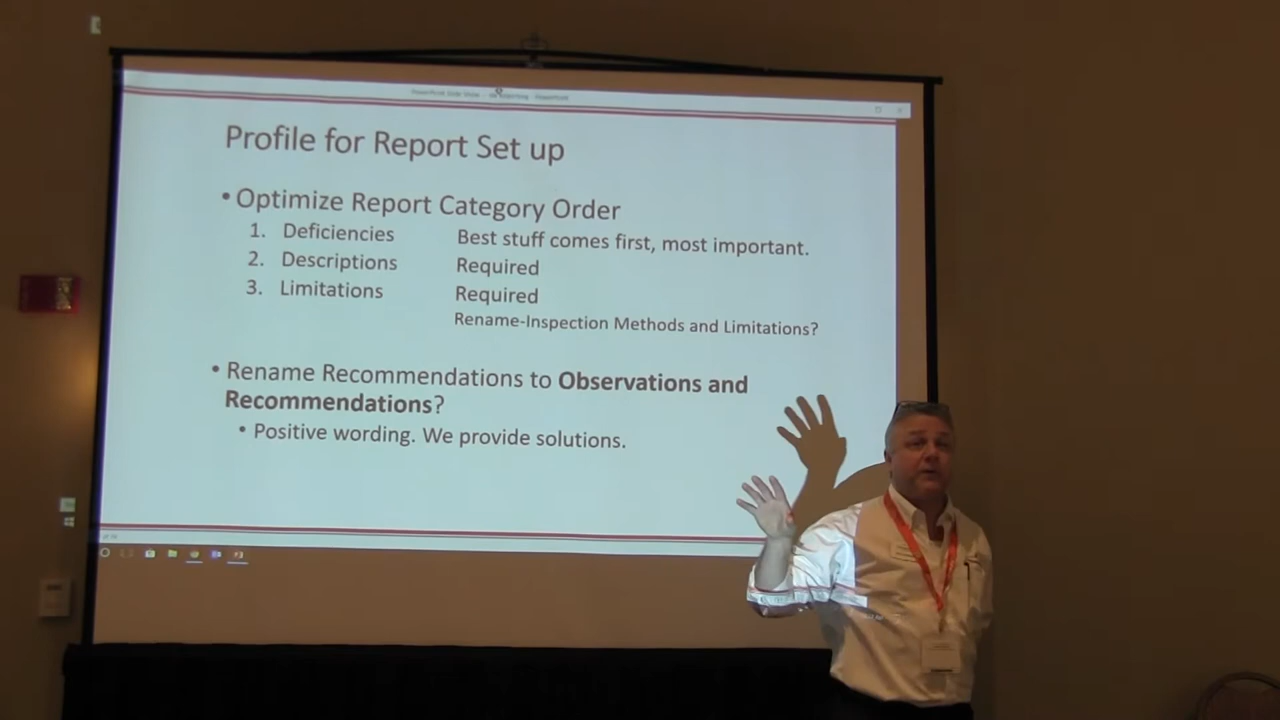 Profile for Report Set up
• Optimize Report Category Order
1. Deficiencies Best stuff comes first, most important.
2. Descriptions Required
3. Limitations Required
Rename-Inspection Methods and Limitations?
• Rename Recommendations to Observations and
Recommendations?
• Positive wording. We provide solutions.